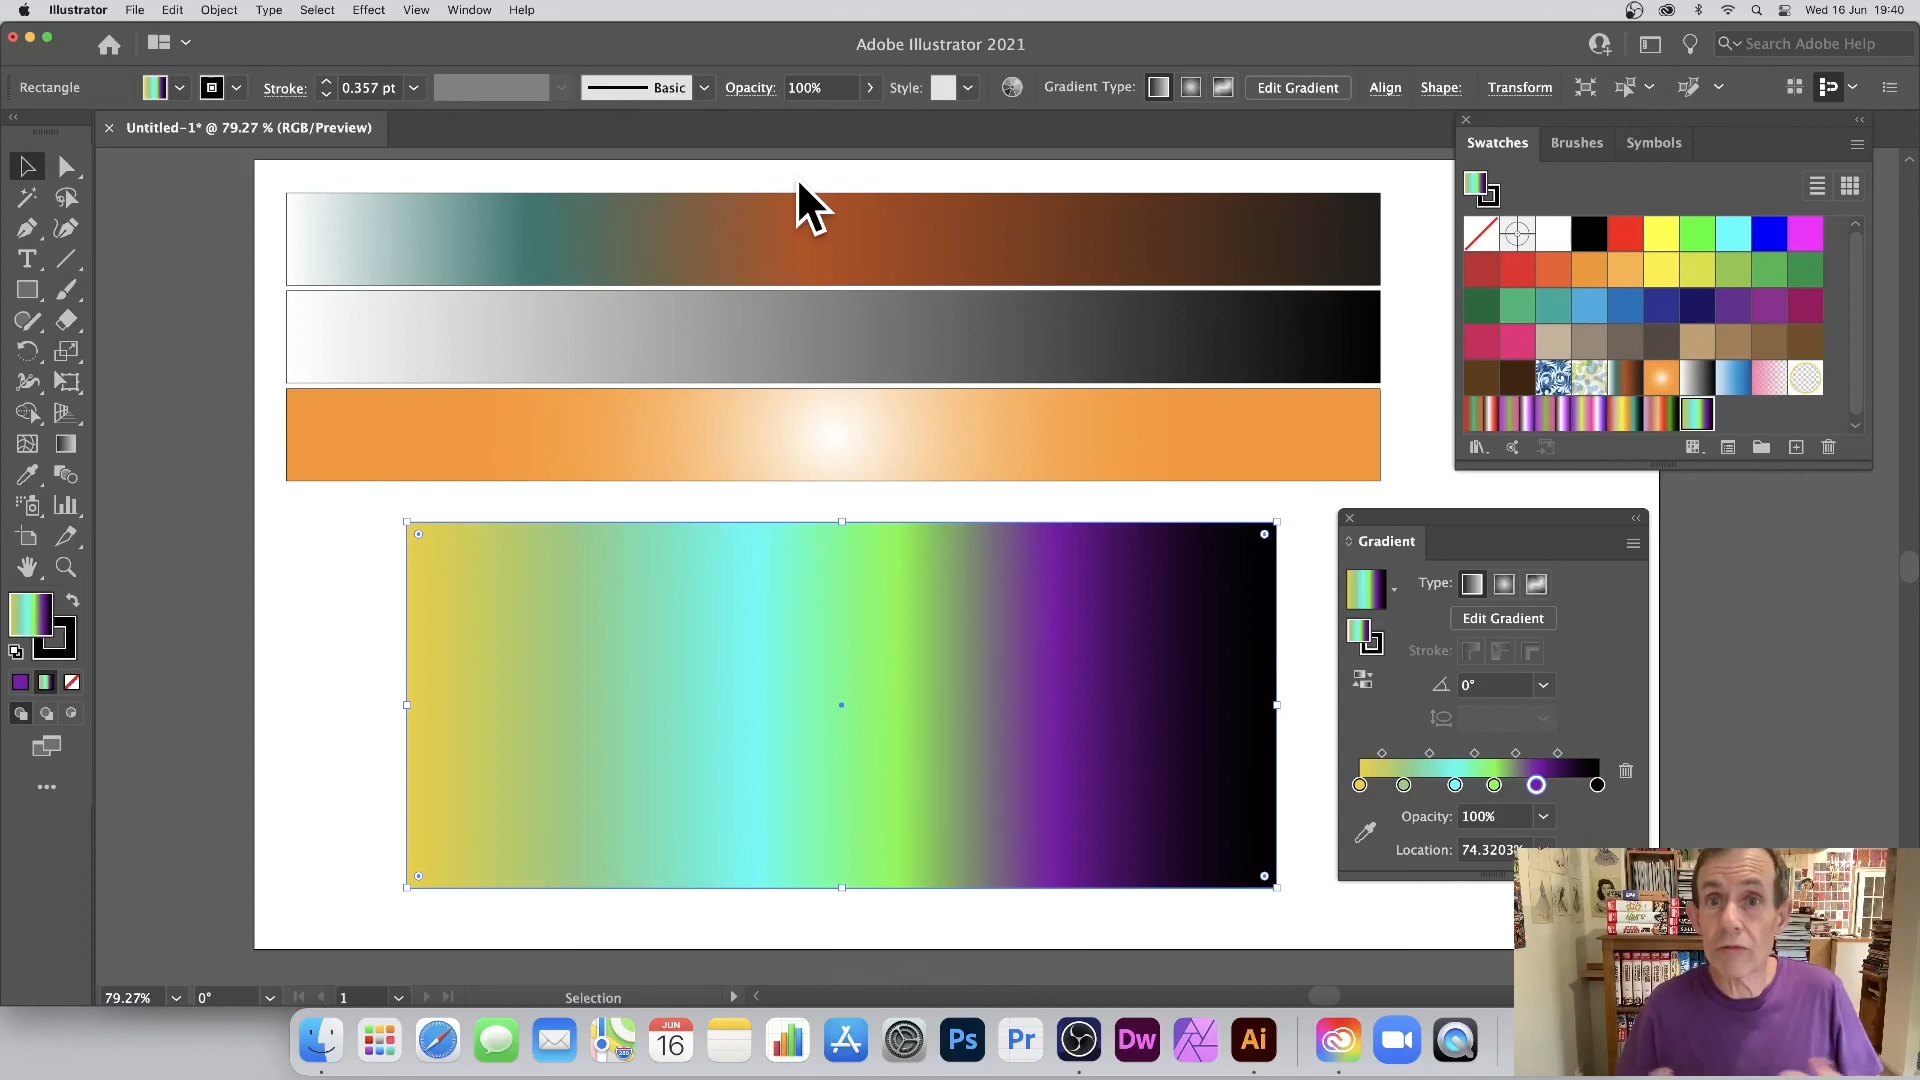 Illustrator File Edit Object Type Select Effect View Window Help Wed 16 Jun 19:40
Adobe Illustrator 2021
Search Adobe Help
Rectangle Stroke: 0.357 pt Basic Opacity: 100% Style: Gradient Type: Edit Gradient Align Shape: Transform
Untitled-1* @ 79.27 % (RGB/Preview)
Swatches Brushes Symbols
Gradient
Type:
Edit Gradient
Stroke:
0°
Opacity: 100%
Location: 74.3203%
79.27% 0° 1 Selection
JUN
16
280
Ps Pr Dw Ai